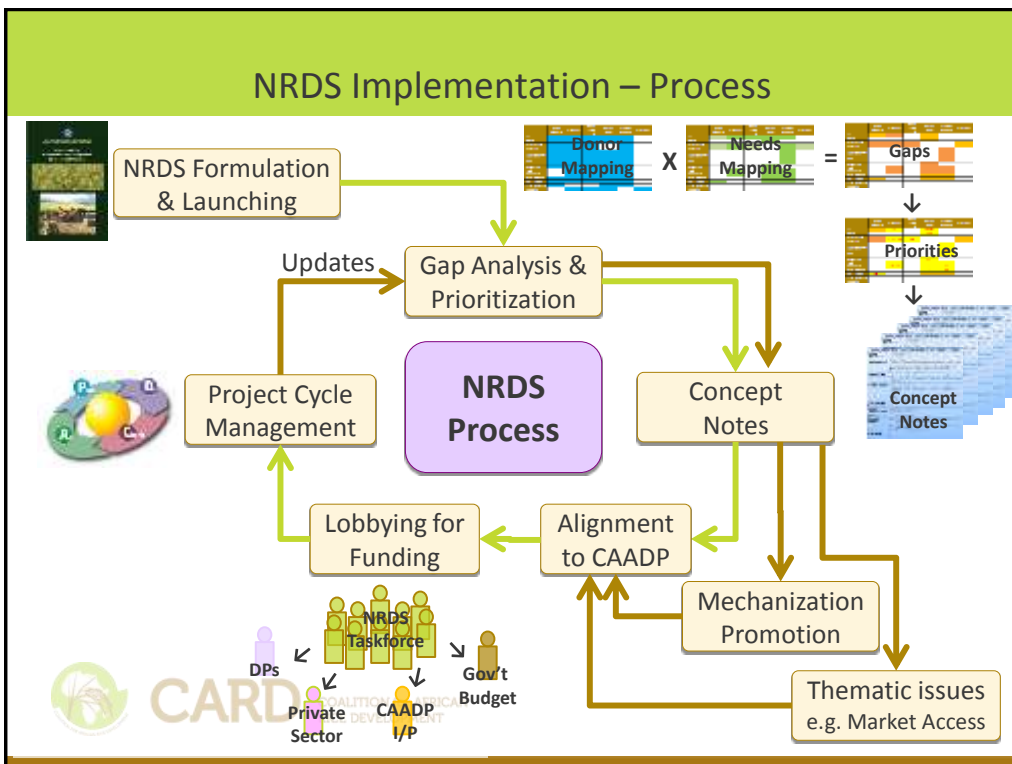 NRDS Implementation – Process
NRDS Formulation
& Launching
Donor
Mapping
X
Needs
Mapping
=
Gaps
Priorities
Concept
Notes
Updates
Gap Analysis &
Prioritization
NRDS
Process
Project Cycle
Management
Concept
Notes
Lobbying for
Funding
Alignment
to CAADP
Mechanization
Promotion
Thematic issues
e.g. Market Access
NRDS
Taskforce
DPs
Private
Sector
CAADP
I/P
Gov't
Budget
CARD